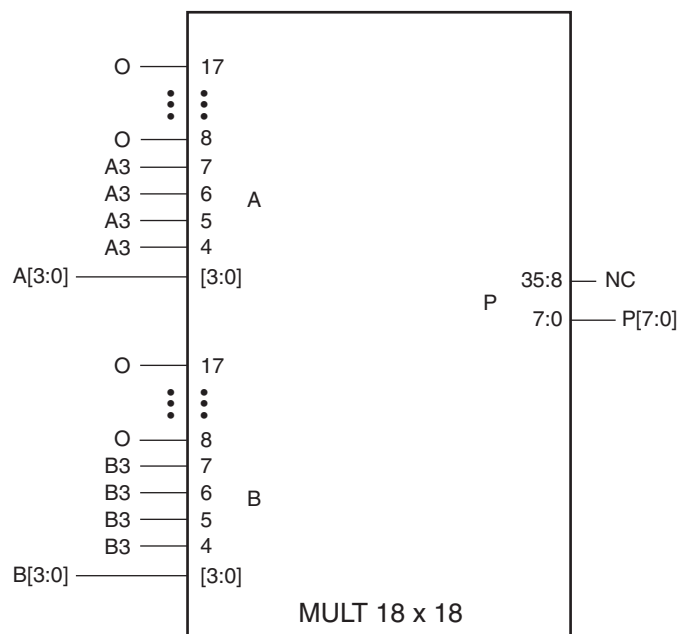 O 17
O 8
A3 7
A3 6
A
A3 5
A3 4
A[3:0] [3:0]
35:8 NC
P
7:0 P[7:0]
O 17
O 8
B3 7
B3 6
B
B3 5
B3 4
B[3:0] [3:0]
MULT 18 x 18